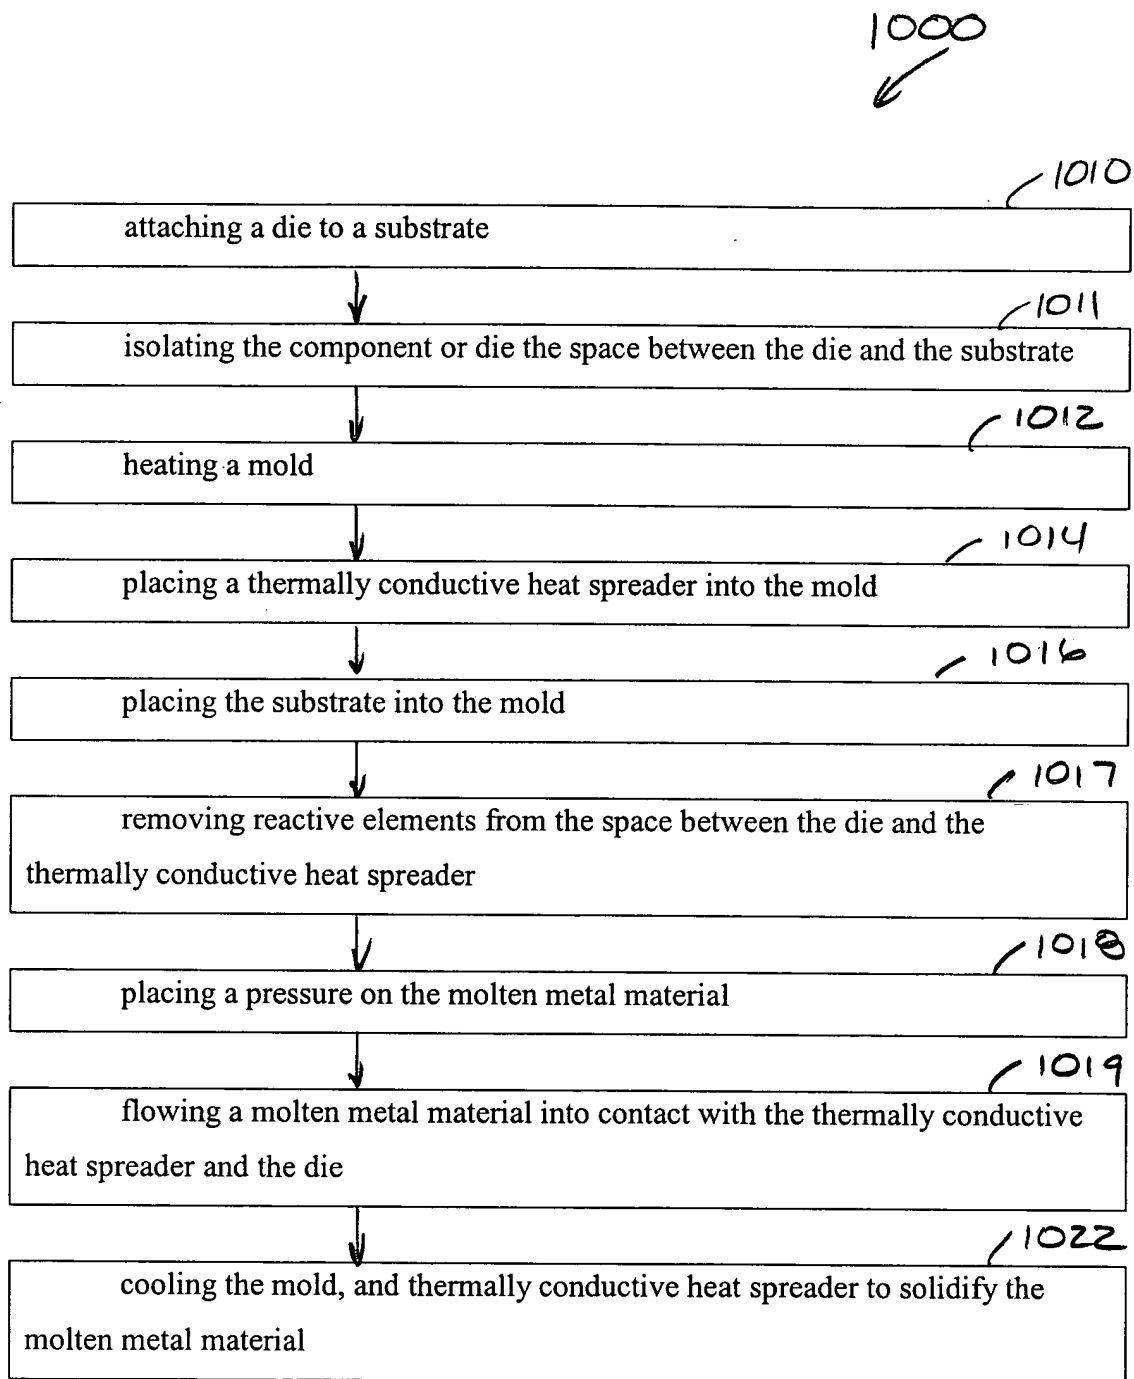 1000
1010
attaching a die to a substrate
1011
isolating the component or die the space between the die and the substrate
1012
heating a mold
1014
placing a thermally conductive heat spreader into the mold
1016
placing the substrate into the mold
1017
removing reactive elements from the space between the die and the
thermally conductive heat spreader
1018
placing a pressure on the molten metal material
1019
flowing a molten metal material into contact with the thermally conductive
heat spreader and the die
1022
cooling the mold, and thermally conductive heat spreader to solidify the
molten metal material